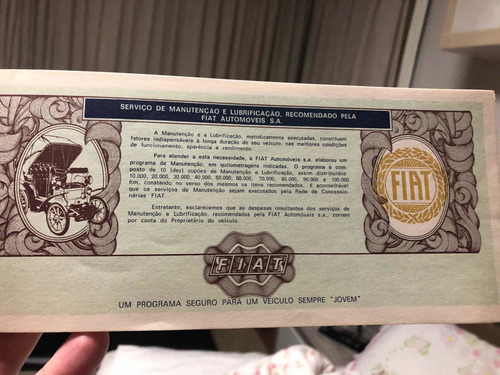 SERVIÇO DE MANUTENÇÃO E LUBRIFICAÇÃO, RECOMENDADO PELA
FIAT AUTOMÓVEIS S.A.
A Manutenção e a Lubrificação, metodicamente executadas, constituem
fatores indispensáveis à longa duração do seu veículo, nas melhores condições
de funcionamento, aparência e rendimento.
Para atender a esta necessidade, a FIAT Automóveis s.a. elaborou um
programa de Manutenção, em quilometragens indicadas. O programa é com-
posto de 10 (dez) cupões de Manutenção e Lubrificação, assim distribuídos:
10.000, 20.000, 30.000, 40.000, 50.000, 60.000, 80.000, 90.000 e 100.000
Km, constando no verso dos mesmos os itens recomendados. É aconselhável
que os serviços de Manutenção sejam executados pela Rede de Concessio-
nárias FIAT.
Entretanto, esclarecemos que as despesas resultantes dos serviços de
Manutenção e Lubrificação, recomendados pela FIAT Automóveis s.a., correm
por conta do Proprietário do veículo.
FIAT
FIAT
UM PROGRAMA SEGURO PARA UM VEÍCULO SEMPRE "JOVEM"